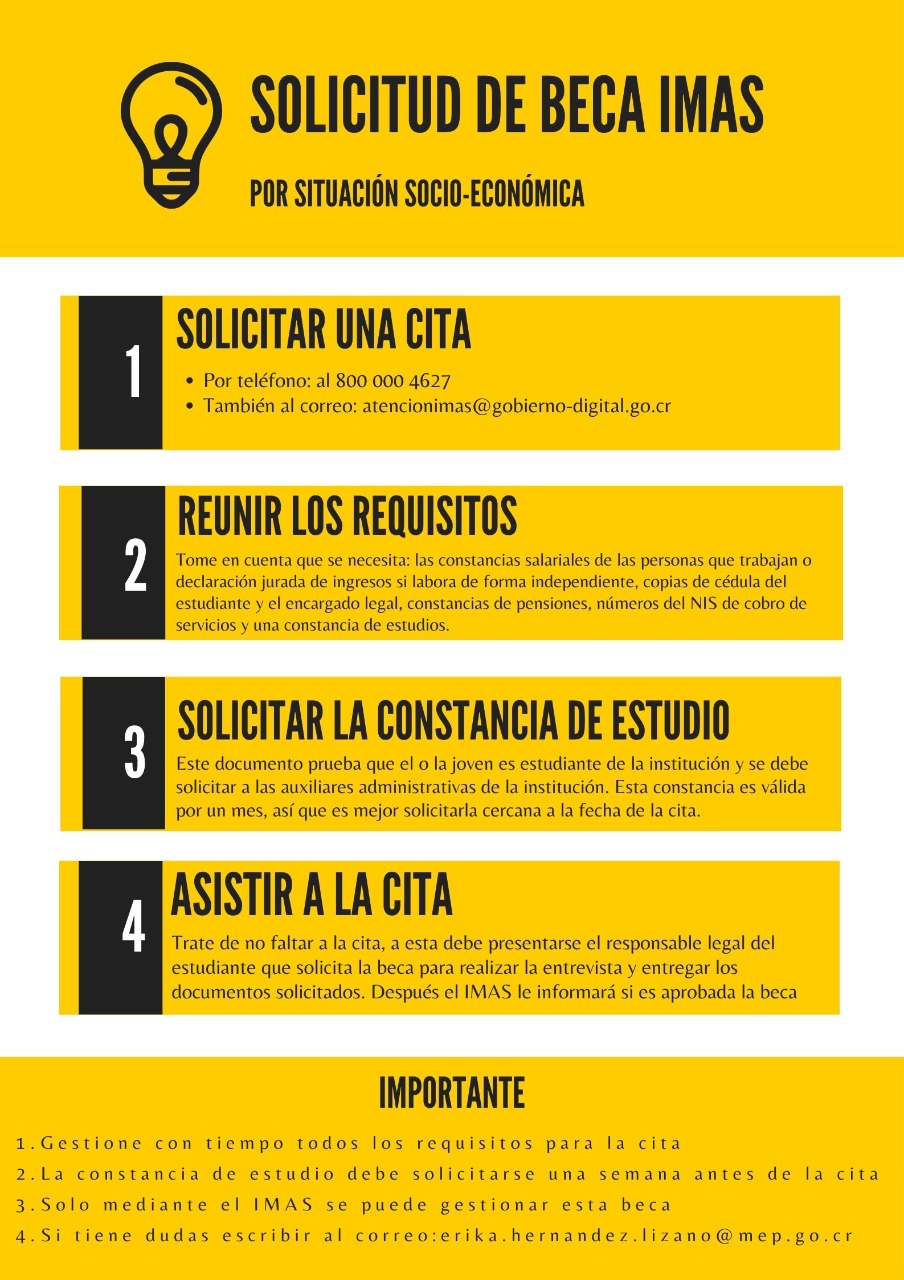 SOLICITUD DE BECA IMAS
POR SITUACIÓN SOCIO-ECONÓMICA
1
SOLICITAR UNA CITA
• Por teléfono: al 800 000 4627
• También al correo: atencionimas@gobierno-digital.go.cr
2
REUNIR LOS REQUISITOS
Tome en cuenta que se necesita: las constancias salariales de las personas que trabajan o
declaración jurada de ingresos si labora de forma independiente, copias de cédula del
estudiante y el encargado legal, constancias de pensiones, números del NIS de cobro de
servicios y una constancia de estudios.
3
SOLICITAR LA CONSTANCIA DE ESTUDIO
Este documento prueba que el o la joven es estudiante de la institución y se debe
solicitar a las auxiliares administrativas de la institución. Esta constancia es válida
por un mes, así que es mejor solicitarla cercana a la fecha de la cita.
4
ASISTIR A LA CITA
Trate de no faltar a la cita, a esta debe presentarse el responsable legal del
estudiante que solicita la beca para realizar la entrevista y entregar los
documentos solicitados. Después el IMAS le informará si es aprobada la beca
IMPORTANTE
1. Gestione con tiempo todos los requisitos para la cita
2. La constancia de estudio debe solicitarse una semana antes de la cita
3. Solo mediante el IMAS se puede gestionar esta beca
4. Si tiene dudas escribir al correo:erika.hernandez.lizano@mep.go.cr